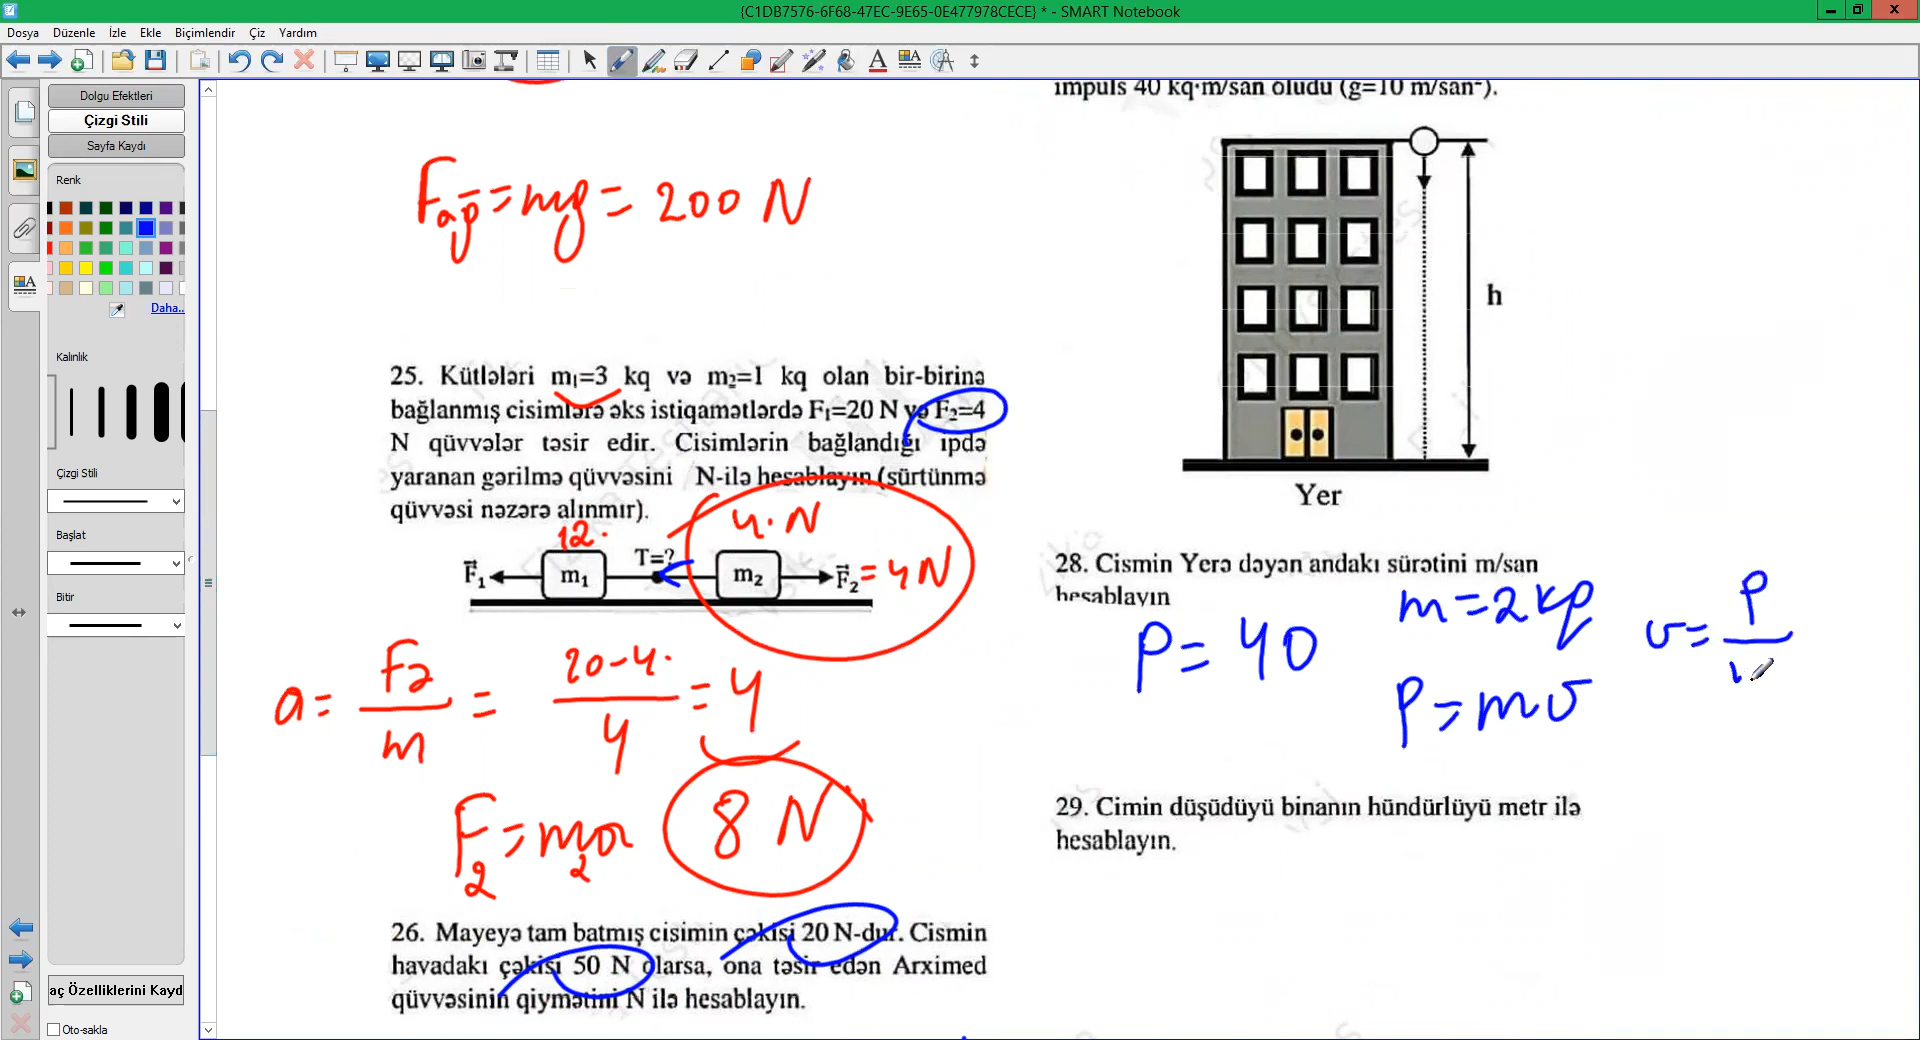 {C1DB7576-6F68-47EC-9E65-0E477978CECE} * - SMART Notebook
Dosya Düzenle İzle Ekle Biçimlendir Çiz Yardım
Dolgu Efektleri
Çizgi Stili
Sayfa Kaydı
Renk
Daha..
Kalınlık
Çizgi Stili
Başlat
Bitir
aç Özelliklerini Kayd
Oto-sakla
F = mg = 200 N
25. Kütlələri m₁=3 kq və m₂=1 kq olan bir-birinə
bağlanmış cisimlərə əks istiqamətlərdə F₁=20 N və F₂=4
N qüvvələr təsir edir. Cisimlərin bağlandığı ipdə
yaranan gərilmə qüvvəsini N-ilə hesablayın (sürtünmə
qüvvəsi nəzərə alınmır).
12. 4 · N
F₁ m₁ T=? m₂ F₂ = 4 N
a = Fə / m = 20 - 4 / 4 = 4
F₂ = m₂a 8 N
26. Mayeyə tam batmış cisimin çəkisi 20 N-dur. Cismin
havadakı çəkisi 50 N olarsa, ona təsir edən Arximed
qüvvəsinin qiymətini N ilə hesablayın.
impuls 40 kq·m/san oludu (g=10 m/san²).
h
Yer
28. Cismin Yerə dəyən andakı sürətini m/san
hesablayın
P = 40
m = 2 kq
P = mυ
υ = P
29. Cimin düşüdüyü binanın hündürlüyü metr ilə
hesablayın.